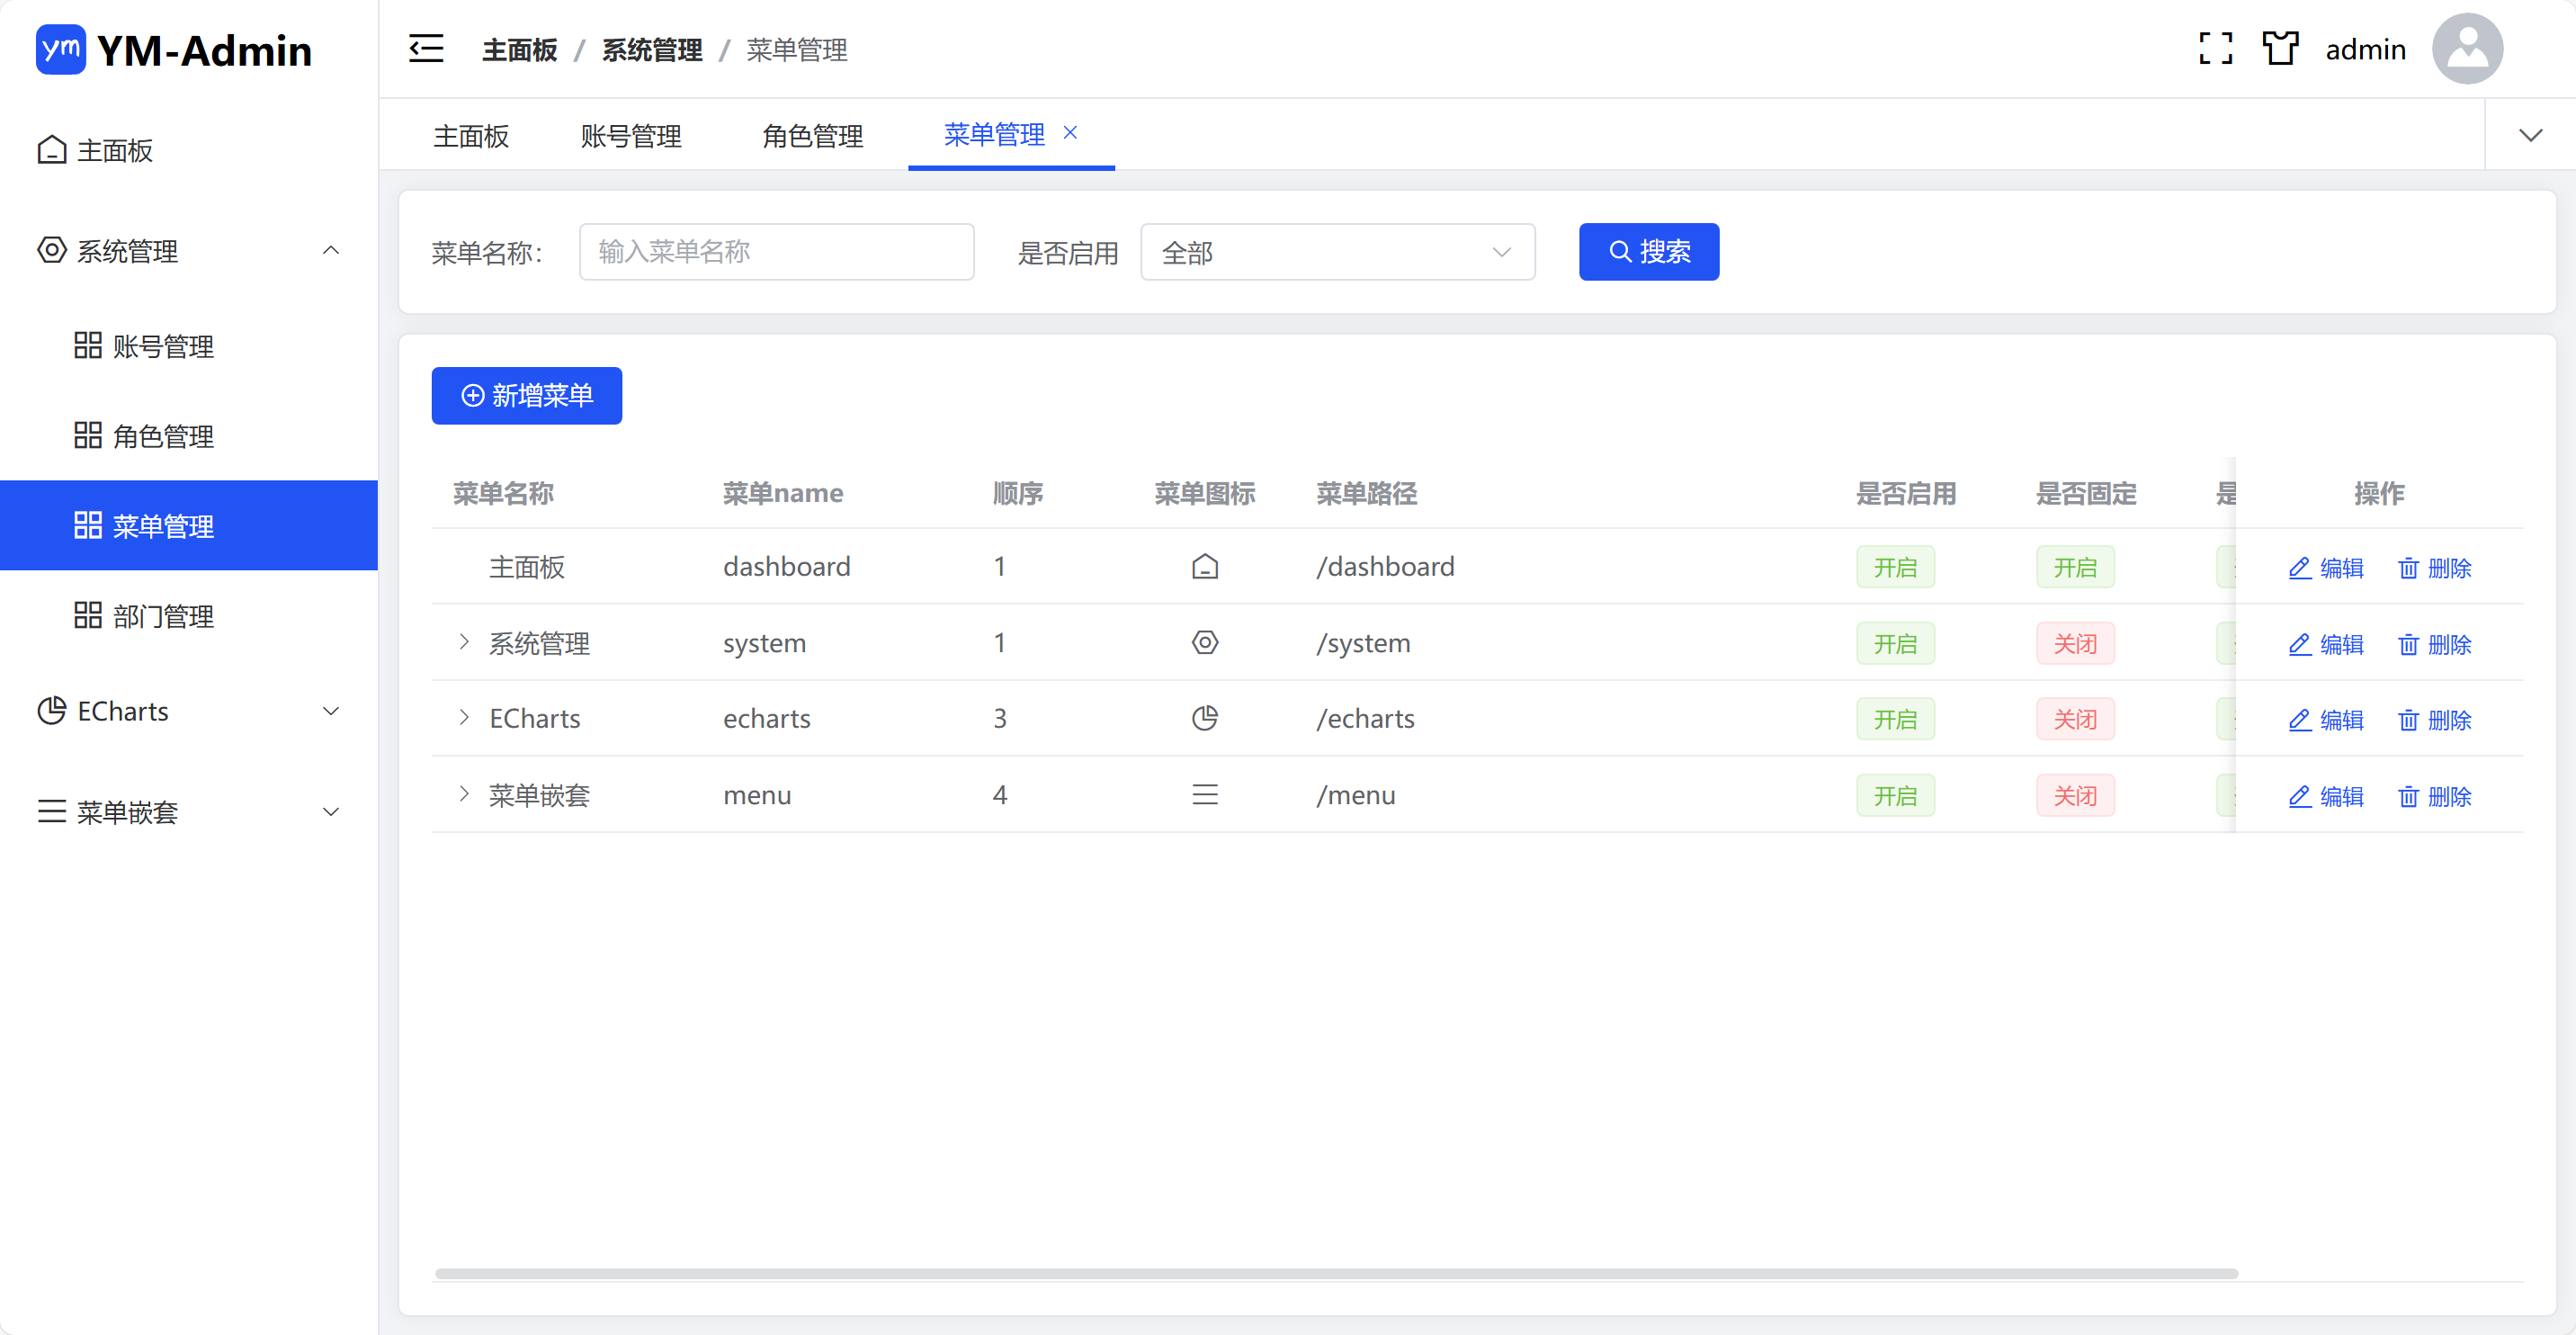 ym YM-Admin
主面板 / 系统管理 / 菜单管理
admin
主面板
系统管理
账号管理
角色管理
菜单管理
部门管理
ECharts
菜单嵌套
主面板 账号管理 角色管理 菜单管理
菜单名称： 输入菜单名称 是否启用 全部 搜索
新增菜单
菜单名称 菜单name 顺序 菜单图标 菜单路径 是否启用 是否固定 是 操作
主面板 dashboard 1 /dashboard 开启 开启 编辑 删除
系统管理 system 1 /system 开启 关闭 编辑 删除
ECharts echarts 3 /echarts 开启 关闭 编辑 删除
菜单嵌套 menu 4 /menu 开启 关闭 编辑 删除